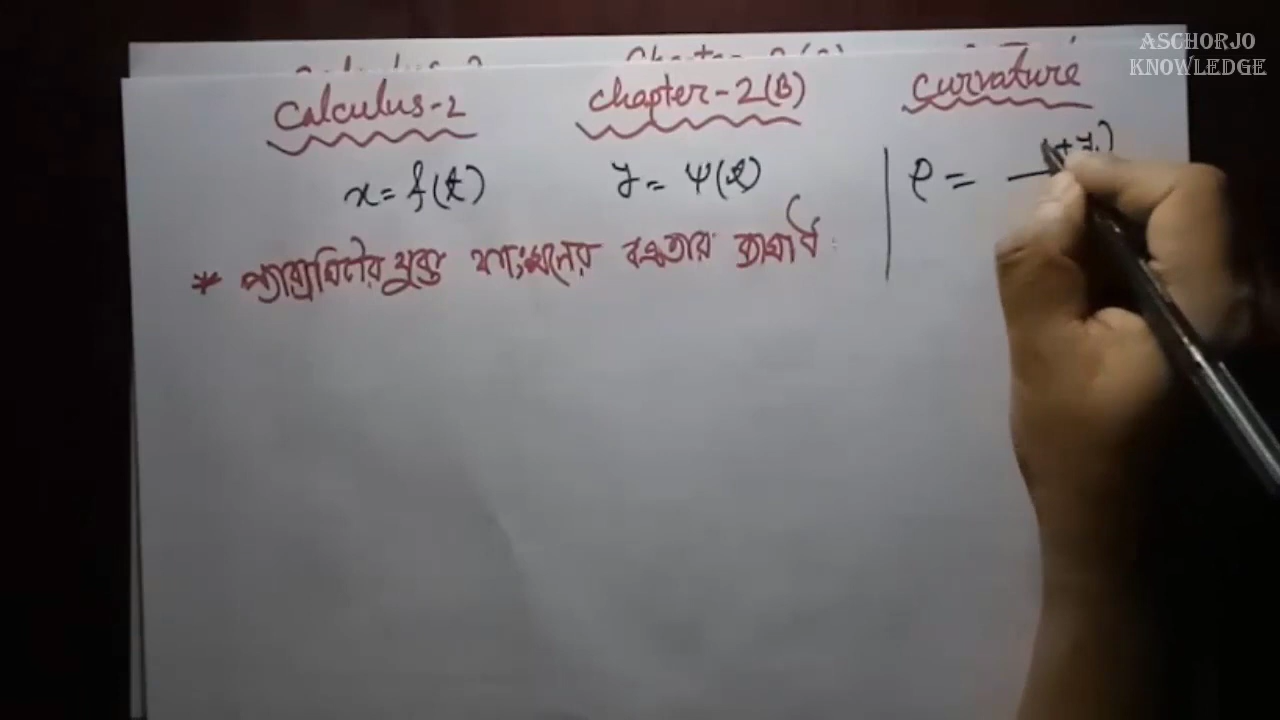 ASCHORJO
KNOWLEDGE
Calculus-2 Chapter-2(B) Curvature
x = f(t) y = ψ(t) ρ =
* প্যারামিটার যুক্ত ফাংশনের বক্রতার ব্যাসার্ধ :